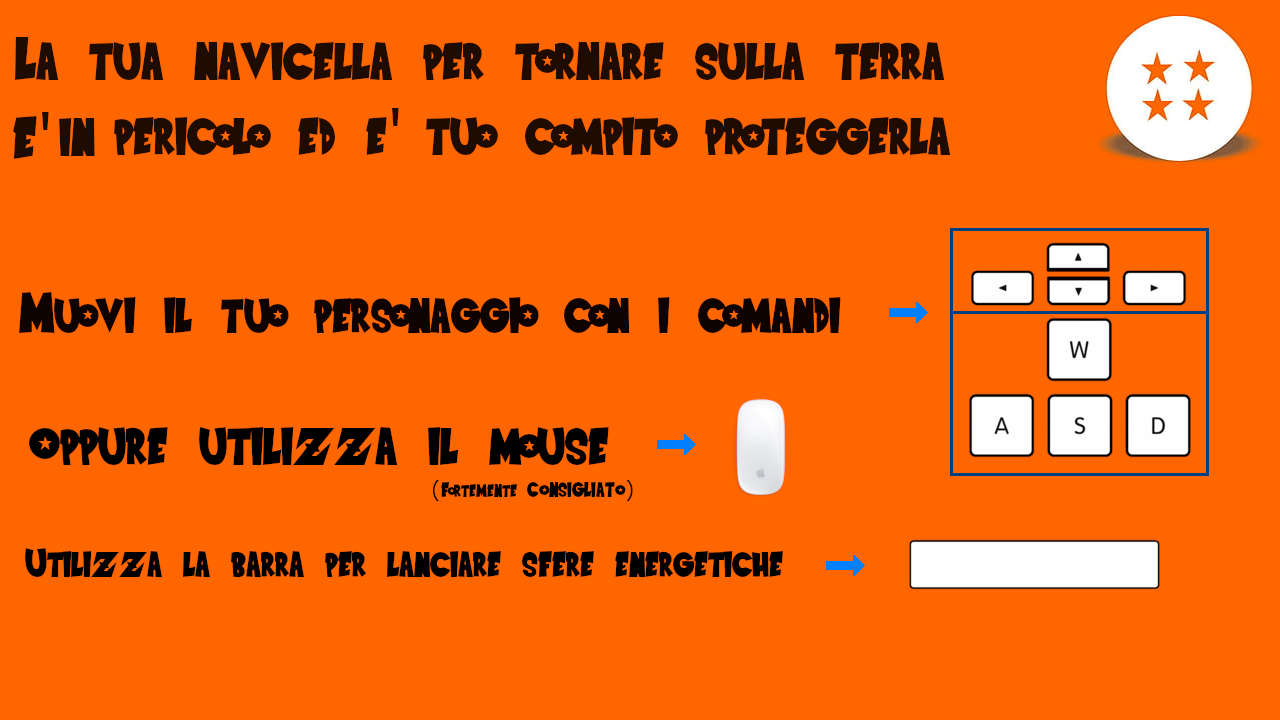 La tua navicella per tornare sulla terra
E' in pericolo ed e' tuo compito proteggerla
Muovi il tuo personaggio con i comandi
W
A S D
Oppure utilizza il mouse
(Fortemente consigliato)
Utilizza la barra per lanciare sfere energetiche